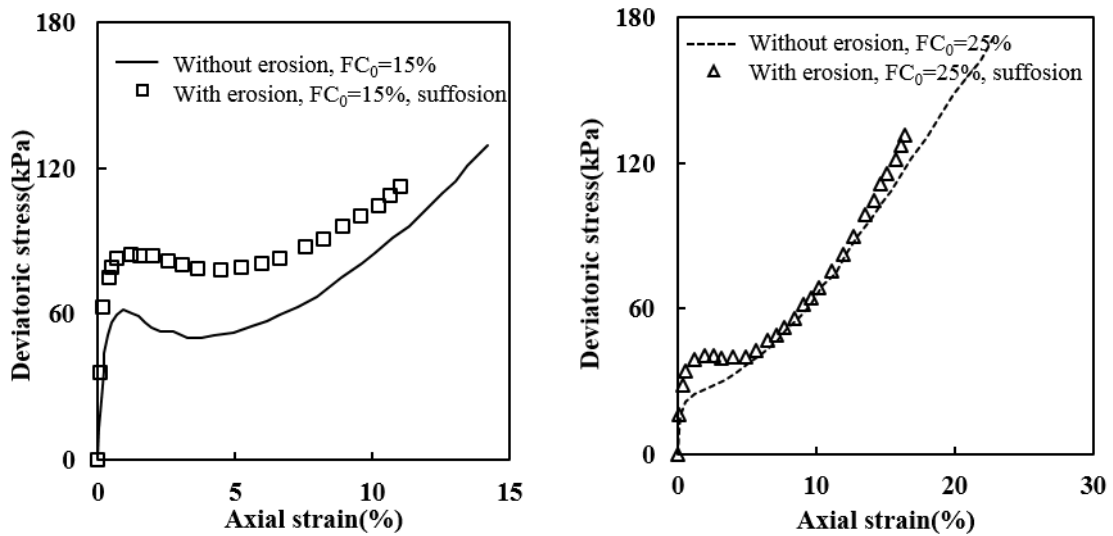 180
120
60
0
Deviatoric stress(kPa)
Without erosion, FC₀=15%
With erosion, FC₀=15%, suffosion
0
5
10
15
Axial strain(%)
180
120
60
0
Deviatoric stress(kPa)
Without erosion, FC₀=25%
With erosion, FC₀=25%, suffosion
0
10
20
30
Axial strain(%)